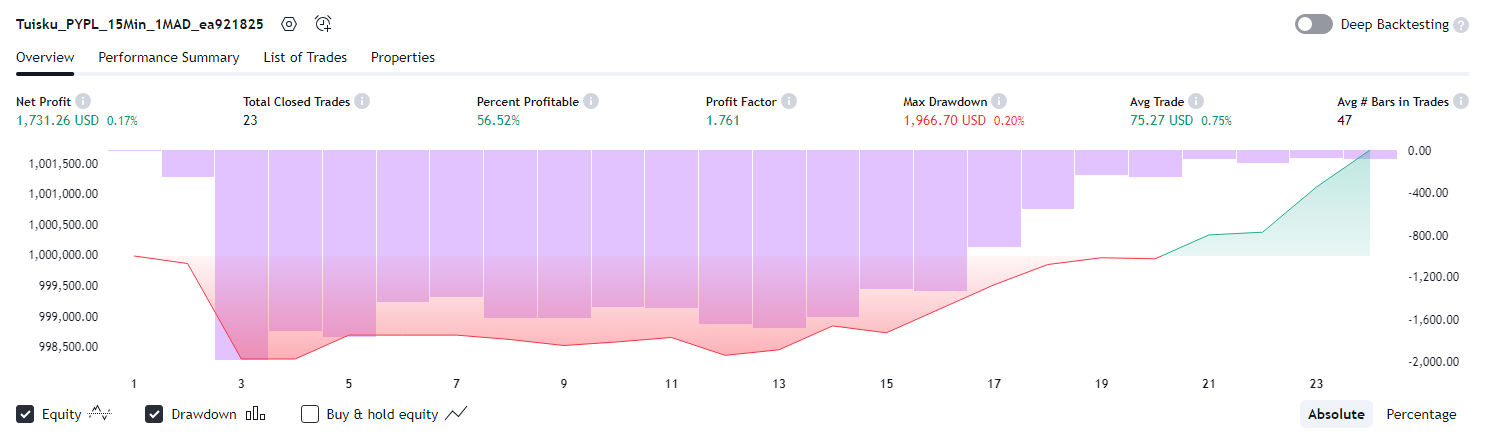 Tuisku_PYPL_15Min_1MAD_ea921825
Deep Backtesting ?
Overview Performance Summary List of Trades Properties
Net Profit Total Closed Trades Percent Profitable Profit Factor Max Drawdown Avg Trade Avg # Bars in Trades
1,731.26 USD 0.17% 23 56.52% 1.761 1,966.70 USD 0.20% 75.27 USD 0.75% 47
1,001,500.00
1,001,000.00
1,000,500.00
1,000,000.00
999,500.00
999,000.00
998,500.00
0.00
-400.00
-800.00
-1,200.00
-1,600.00
-2,000.00
1 3 5 7 9 11 13 15 17 19 21 23
Equity Drawdown Buy & hold equity Absolute Percentage